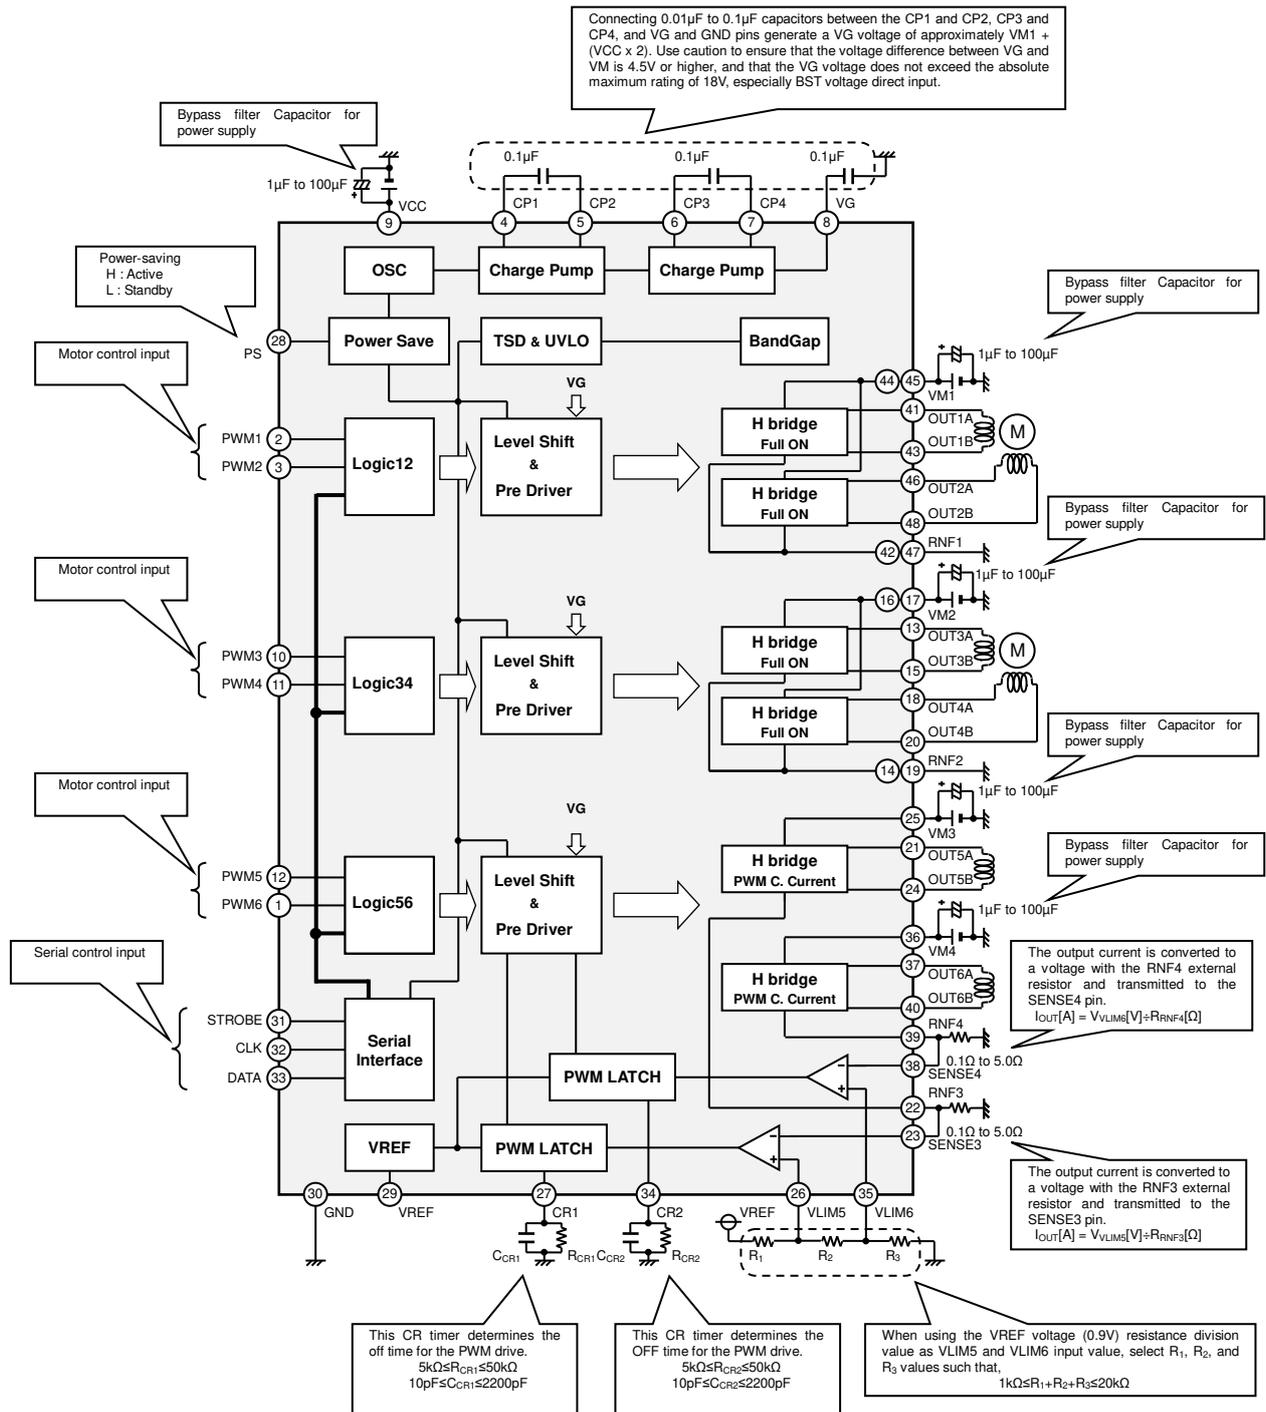 Connecting 0.01µF to 0.1µF capacitors between the CP1 and CP2, CP3 and
CP4, and VG and GND pins generate a VG voltage of approximately VM1 +
(VCC x 2). Use caution to ensure that the voltage difference between VG and
VM is 4.5V or higher, and that the VG voltage does not exceed the absolute
maximum rating of 18V, especially BST voltage direct input.
Bypass filter Capacitor for
power supply
1µF to 100µF
+
VCC
9
0.1µF
0.1µF
0.1µF
CP1
CP2
CP3
CP4
VG
4
5
6
7
8
OSC
Charge Pump
Charge Pump
Power-saving
H : Active
L : Standby
PS
28
Power Save
TSD & UVLO
BandGap
Bypass filter Capacitor for
power supply
+
1µF to 100µF
44
45
VM1
Motor control input
PWM1
2
PWM2
3
Logic12
VG
Level Shift
&
Pre Driver
H bridge
Full ON
H bridge
Full ON
41
OUT1A
OUT1B
43
M
46
OUT2A
OUT2B
48
42
47
RNF1
Bypass filter Capacitor for
power supply
+
1µF to 100µF
16
17
VM2
Motor control input
PWM3
10
PWM4
11
Logic34
VG
Level Shift
&
Pre Driver
H bridge
Full ON
H bridge
Full ON
13
OUT3A
OUT3B
15
M
18
OUT4A
OUT4B
20
14
19
RNF2
Bypass filter Capacitor for
power supply
+
1µF to 100µF
25
VM3
Motor control input
PWM5
12
PWM6
1
Logic56
VG
Level Shift
&
Pre Driver
H bridge
PWM C. Current
21
OUT5A
OUT5B
24
Bypass filter Capacitor for
power supply
+
1µF to 100µF
36
VM4
H bridge
PWM C. Current
37
OUT6A
OUT6B
40
RNF4
39
38
0.1Ω to 5.0Ω
SENSE4
The output current is converted to
a voltage with the RNF4 external
resistor and transmitted to the
SENSE4 pin.
IOUT[A] = VVLIM6[V]÷RRNF4[Ω]
Serial control input
STROBE
31
CLK
32
DATA
33
Serial
Interface
PWM LATCH
−
+
RNF3
22
23
0.1Ω to 5.0Ω
SENSE3
VREF
PWM LATCH
−
+
The output current is converted to
a voltage with the RNF3 external
resistor and transmitted to the
SENSE3 pin.
IOUT[A] = VVLIM5[V]÷RRNF3[Ω]
30
GND
29
VREF
27
CR1
34
CR2
26
VLIM5
35
VLIM6
VREF
CCR1
RCR1
CCR2
RCR2
R1
R2
R3
This CR timer determines the
off time for the PWM drive.
5kΩ≤RCR1≤50kΩ
10pF≤CCR1≤2200pF
This CR timer determines the
OFF time for the PWM drive.
5kΩ≤RCR2≤50kΩ
10pF≤CCR2≤2200pF
When using the VREF voltage (0.9V) resistance division
value as VLIM5 and VLIM6 input value, select R1, R2, and
R3 values such that,
1kΩ≤R1+R2+R3≤20kΩ